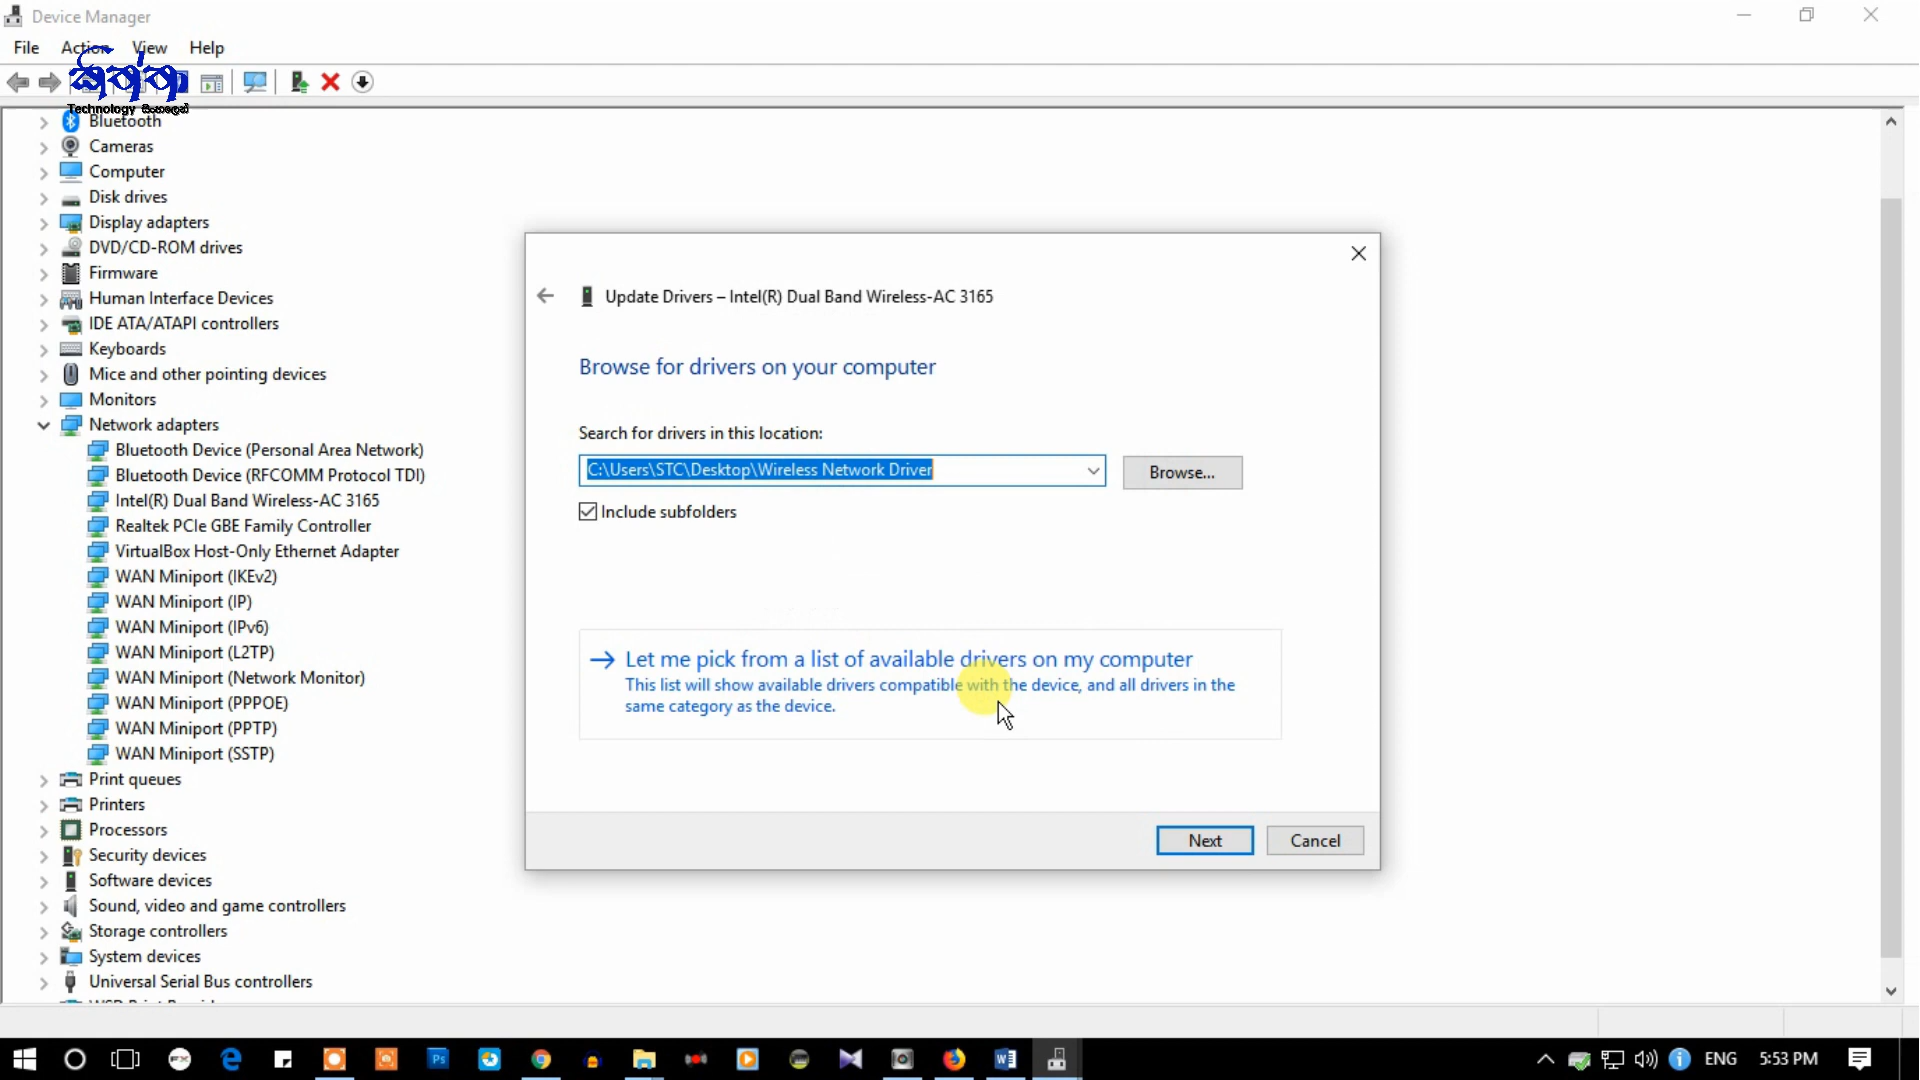 Device Manager
File Action View Help
Technology
Bluetooth
Cameras
Computer
Disk drives
Display adapters
DVD/CD-ROM drives
Firmware
Human Interface Devices
IDE ATA/ATAPI controllers
Keyboards
Mice and other pointing devices
Monitors
Network adapters
Bluetooth Device (Personal Area Network)
Bluetooth Device (RFCOMM Protocol TDI)
Intel(R) Dual Band Wireless-AC 3165
Realtek PCIe GBE Family Controller
VirtualBox Host-Only Ethernet Adapter
WAN Miniport (IKEv2)
WAN Miniport (IP)
WAN Miniport (IPv6)
WAN Miniport (L2TP)
WAN Miniport (Network Monitor)
WAN Miniport (PPPOE)
WAN Miniport (PPTP)
WAN Miniport (SSTP)
Print queues
Printers
Processors
Security devices
Software devices
Sound, video and game controllers
Storage controllers
System devices
Universal Serial Bus controllers
Update Drivers – Intel(R) Dual Band Wireless-AC 3165
Browse for drivers on your computer
Search for drivers in this location:
C:\Users\STC\Desktop\Wireless Network Driver
Browse...
Include subfolders
Let me pick from a list of available drivers on my computer
This list will show available drivers compatible with the device, and all drivers in the
same category as the device.
Next Cancel
ENG 5:53 PM